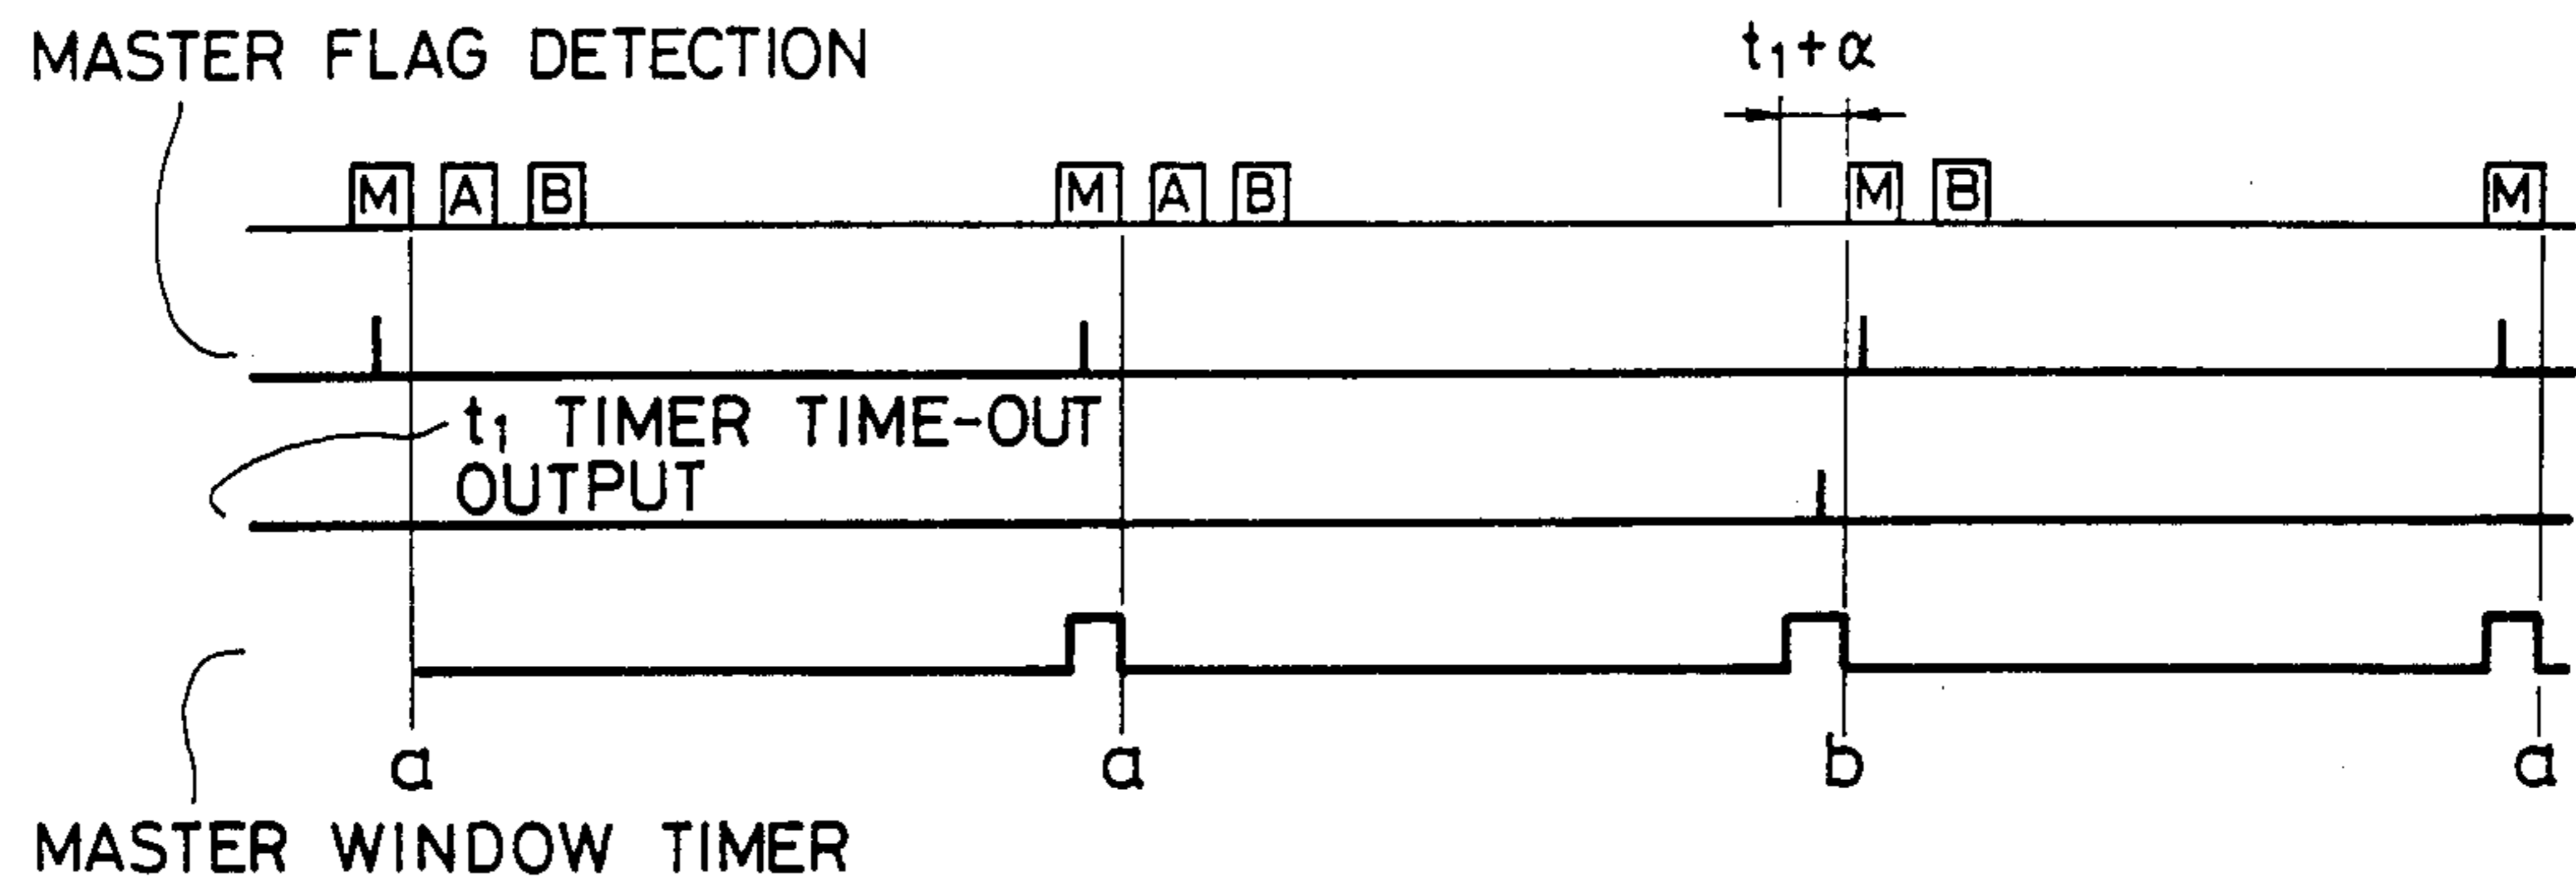 MASTER FLAG DETECTION
t₁+α
M A B M A B M B M
t₁ TIMER TIME-OUT
OUTPUT
a a b a
MASTER WINDOW TIMER